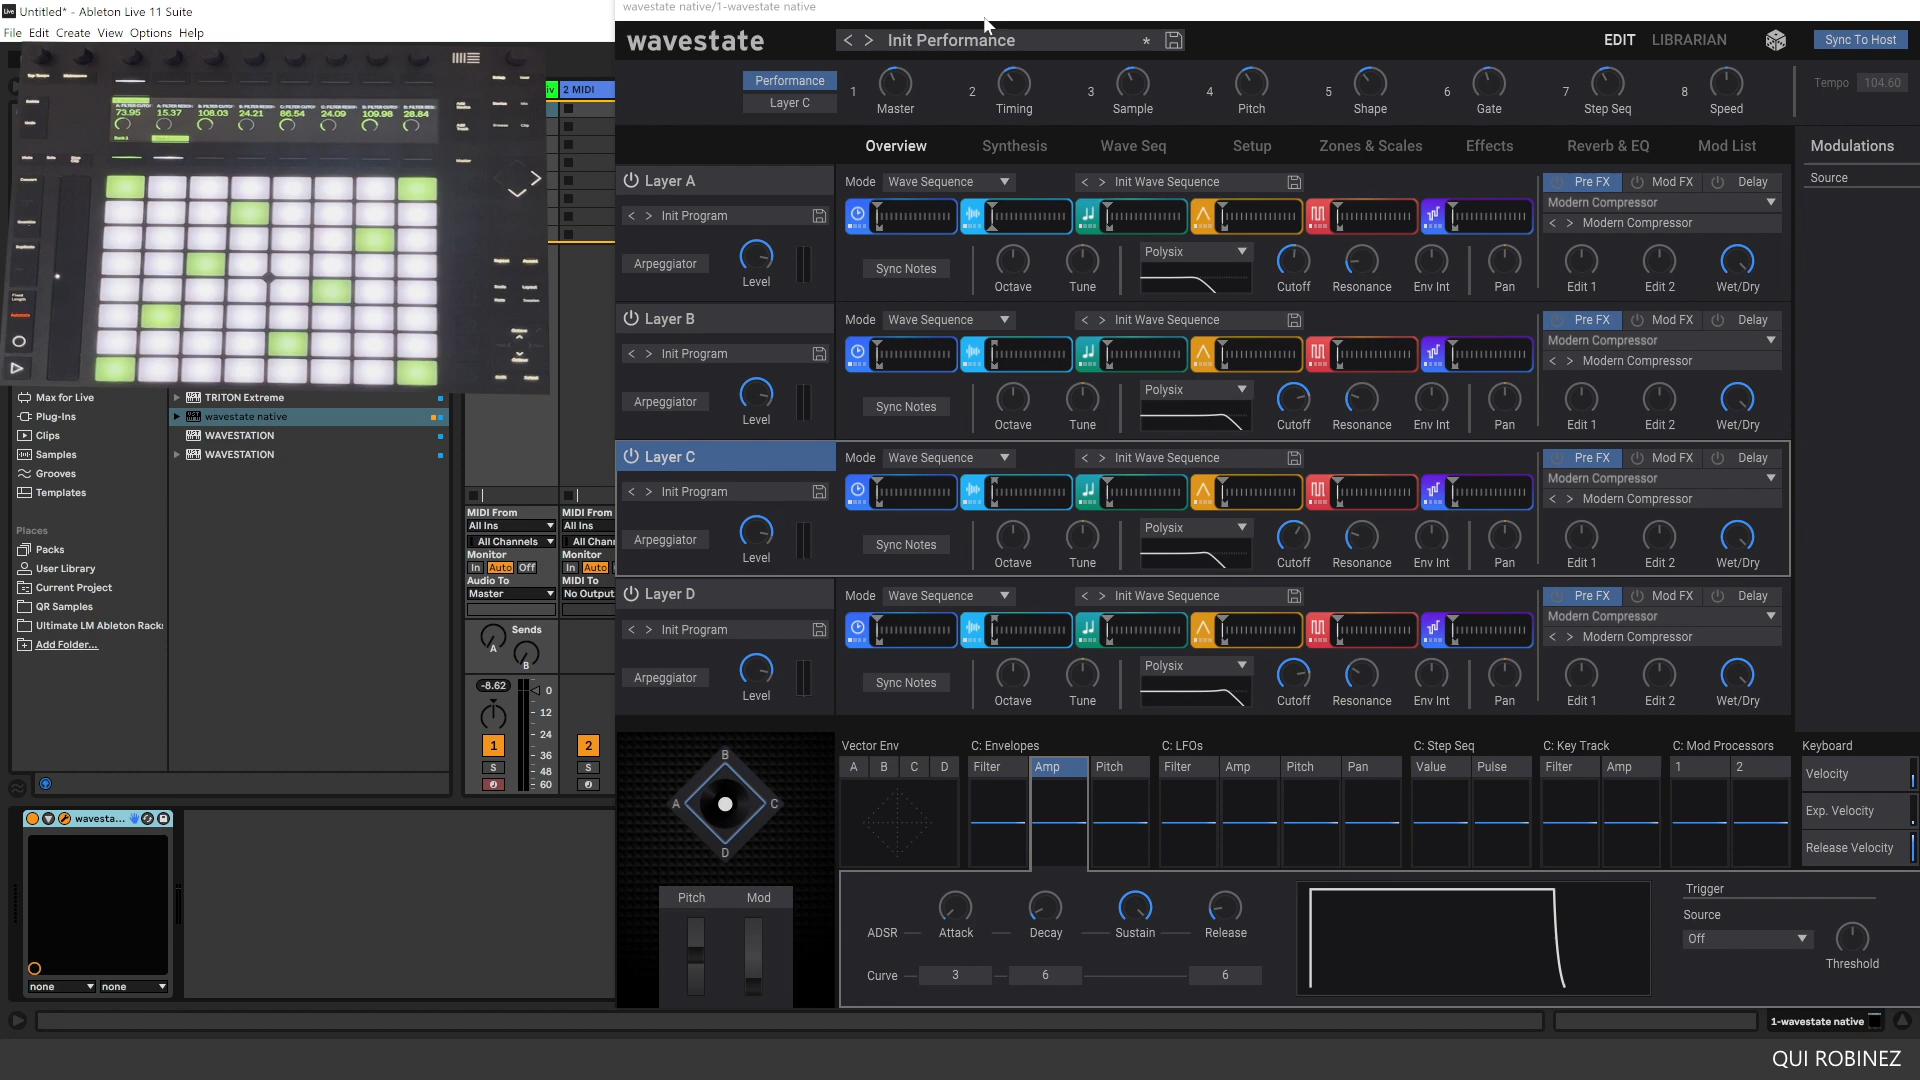 Untitled* - Ableton Live 11 Suite
File Edit Create View Options Help
wavestate native/1-wavestate native
wavestate
Init Performance *
EDIT LIBRARIAN
Sync To Host
Performance
Layer C
1 Master
2 Timing
3 Sample
4 Pitch
5 Shape
6 Gate
7 Step Seq
8 Speed
Tempo 104.60
Overview Synthesis Wave Seq Setup Zones & Scales Effects Reverb & EQ Mod List
Modulations
Source
73.95 15.37 108.03 24.21 86.54 24.09 109.98 28.84
2 MIDI
Layer A
Mode Wave Sequence
Init Wave Sequence
Pre FX Mod FX Delay
Modern Compressor
Init Program
Modern Compressor
Arpeggiator
Level
Sync Notes
Octave Tune
Polysix
Cutoff Resonance Env Int Pan
Edit 1 Edit 2 Wet/Dry
Layer B
Mode Wave Sequence
Init Wave Sequence
Pre FX Mod FX Delay
Modern Compressor
Init Program
Modern Compressor
Arpeggiator
Level
Sync Notes
Octave Tune
Polysix
Cutoff Resonance Env Int Pan
Edit 1 Edit 2 Wet/Dry
Layer C
Mode Wave Sequence
Init Wave Sequence
Pre FX Mod FX Delay
Modern Compressor
Init Program
Modern Compressor
Arpeggiator
Level
Sync Notes
Octave Tune
Polysix
Cutoff Resonance Env Int Pan
Edit 1 Edit 2 Wet/Dry
Layer D
Mode Wave Sequence
Init Wave Sequence
Pre FX Mod FX Delay
Modern Compressor
Init Program
Modern Compressor
Arpeggiator
Level
Sync Notes
Octave Tune
Polysix
Cutoff Resonance Env Int Pan
Edit 1 Edit 2 Wet/Dry
Max for Live
Plug-Ins
Clips
Samples
Grooves
Templates
Places
Packs
User Library
Current Project
QR Samples
Ultimate LM Ableton Racks
Add Folder...
TRITON Extreme
wavestate native
WAVESTATION
WAVESTATION
MIDI From
All Ins
All Channels
Monitor
In Auto Off
Audio To
Master
Sends
A
B
-8.62
0
12
24
36
48
60
1
S
MIDI From
All Ins
All Chan
Monitor
In Auto
MIDI To
No Output
2
S
wavesta...
none none
B
A C
D
Pitch Mod
Vector Env
A B C D
C: Envelopes
Filter Amp Pitch
C: LFOs
Filter Amp Pitch Pan
C: Step Seq
Value Pulse
C: Key Track
Filter Amp
C: Mod Processors
1 2
Keyboard
Velocity
Exp. Velocity
Release Velocity
ADSR Attack Decay Sustain Release
Curve 3 6 6
Trigger
Source
Off
Threshold
1-wavestate native
QUI ROBINEZ